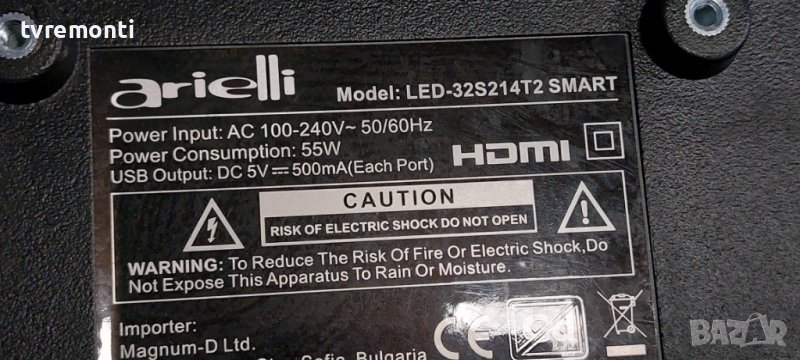 tvremonti
arielli
Model: LED-32S214T2 SMART
Power Input: AC 100-240V~ 50/60Hz
Power Consumption: 55W
USB Output: DC 5V⎓500mA(Each Port)
HDMI
CAUTION
RISK OF ELECTRIC SHOCK DO NOT OPEN
WARNING: To Reduce The Risk Of Fire Or Electric Shock,Do
Not Expose This Apparatus To Rain Or Moisture.
Importer:
Magnum-D Ltd.
Sofia, Bulgaria
CE
BAZAR